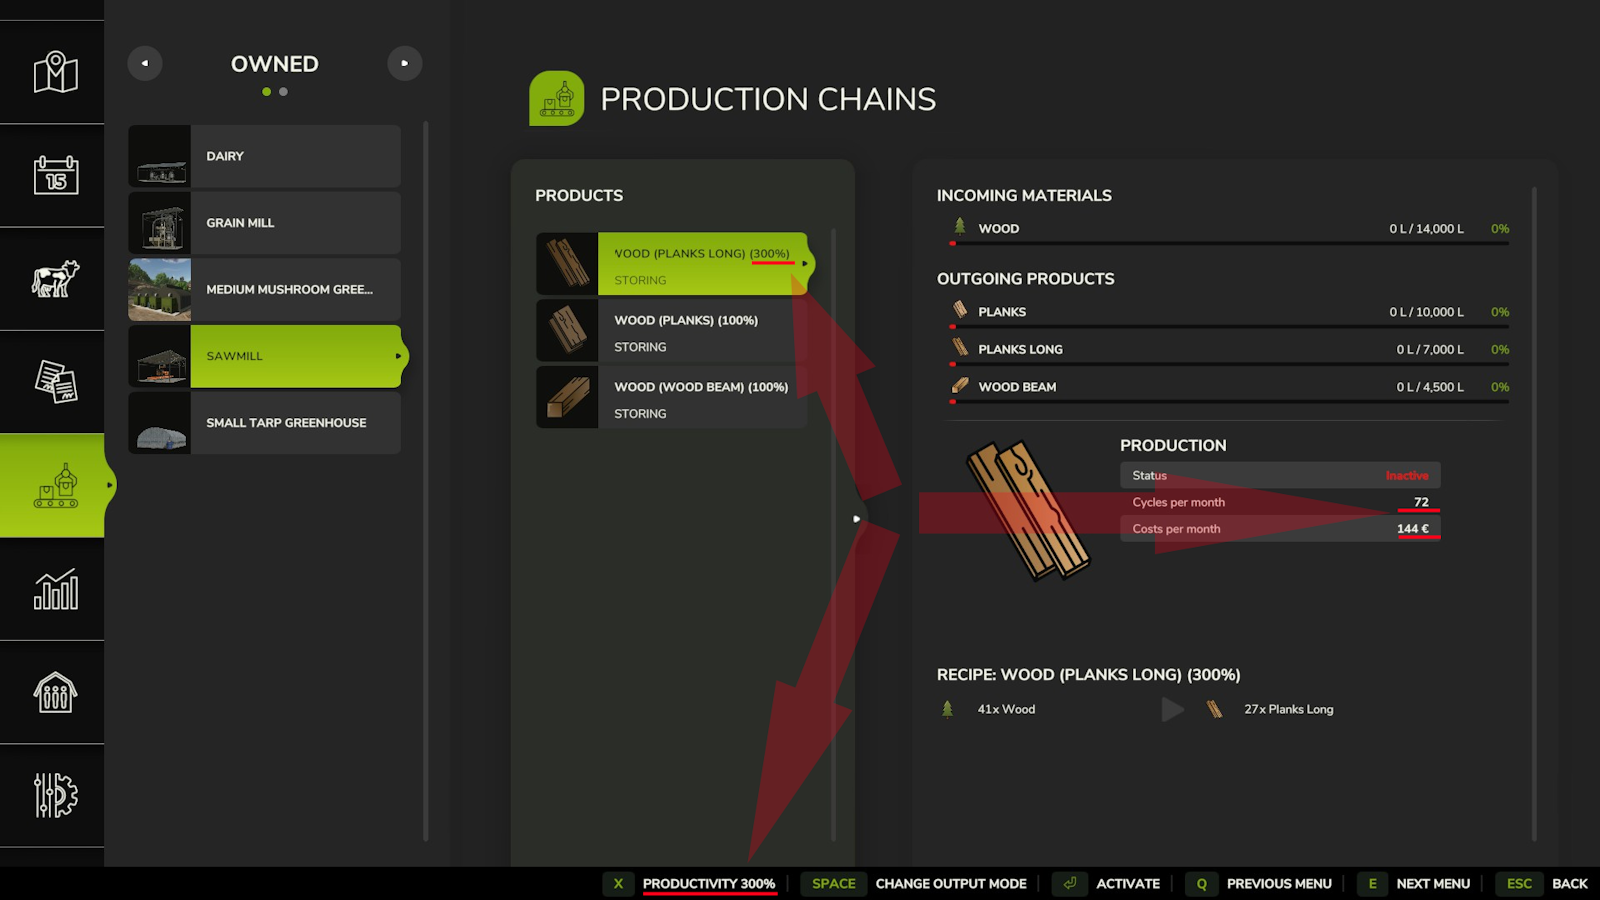 OWNED
DAIRY
GRAIN MILL
MEDIUM MUSHROOM GREE...
SAWMILL
SMALL TARP GREENHOUSE
15
PRODUCTION CHAINS
PRODUCTS
WOOD (PLANKS LONG) (300%)
STORING
WOOD (PLANKS) (100%)
STORING
WOOD (WOOD BEAM) (100%)
STORING
INCOMING MATERIALS
WOOD 0 L / 14,000 L 0%
OUTGOING PRODUCTS
PLANKS 0 L / 10,000 L 0%
PLANKS LONG 0 L / 7,000 L 0%
WOOD BEAM 0 L / 4,500 L 0%
PRODUCTION
Status Inactive
Cycles per month 72
Costs per month 144 €
RECIPE: WOOD (PLANKS LONG) (300%)
41x Wood 27x Planks Long
X PRODUCTIVITY 300% SPACE CHANGE OUTPUT MODE ACTIVATE Q PREVIOUS MENU E NEXT MENU ESC BACK